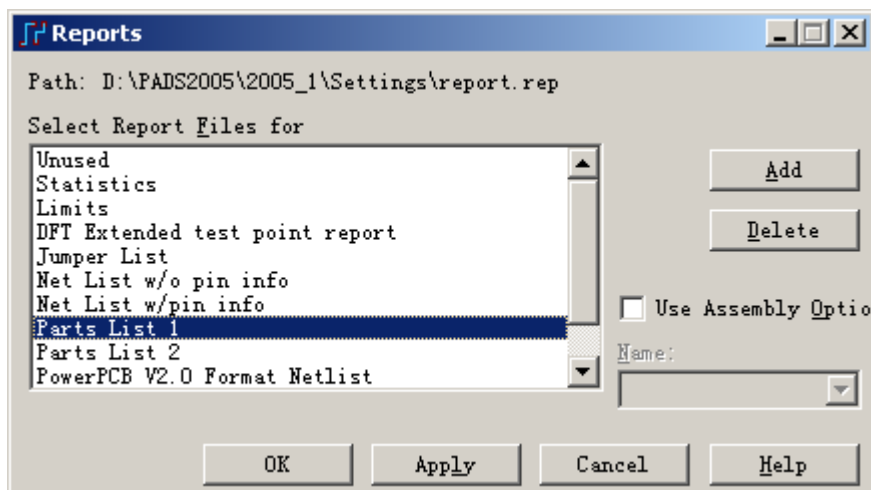 Reports
Path: D:\PADS2005\2005_1\Settings\report.rep
Select Report Files for
Unused
Statistics
Limits
DFT Extended test point report
Jumper List
Net List w/o pin info
Net List w/pin info
Parts List 1
Parts List 2
PowerPCB V2.0 Format Netlist
Add
Delete
Use Assembly Optio
Name:
OK Apply Cancel Help